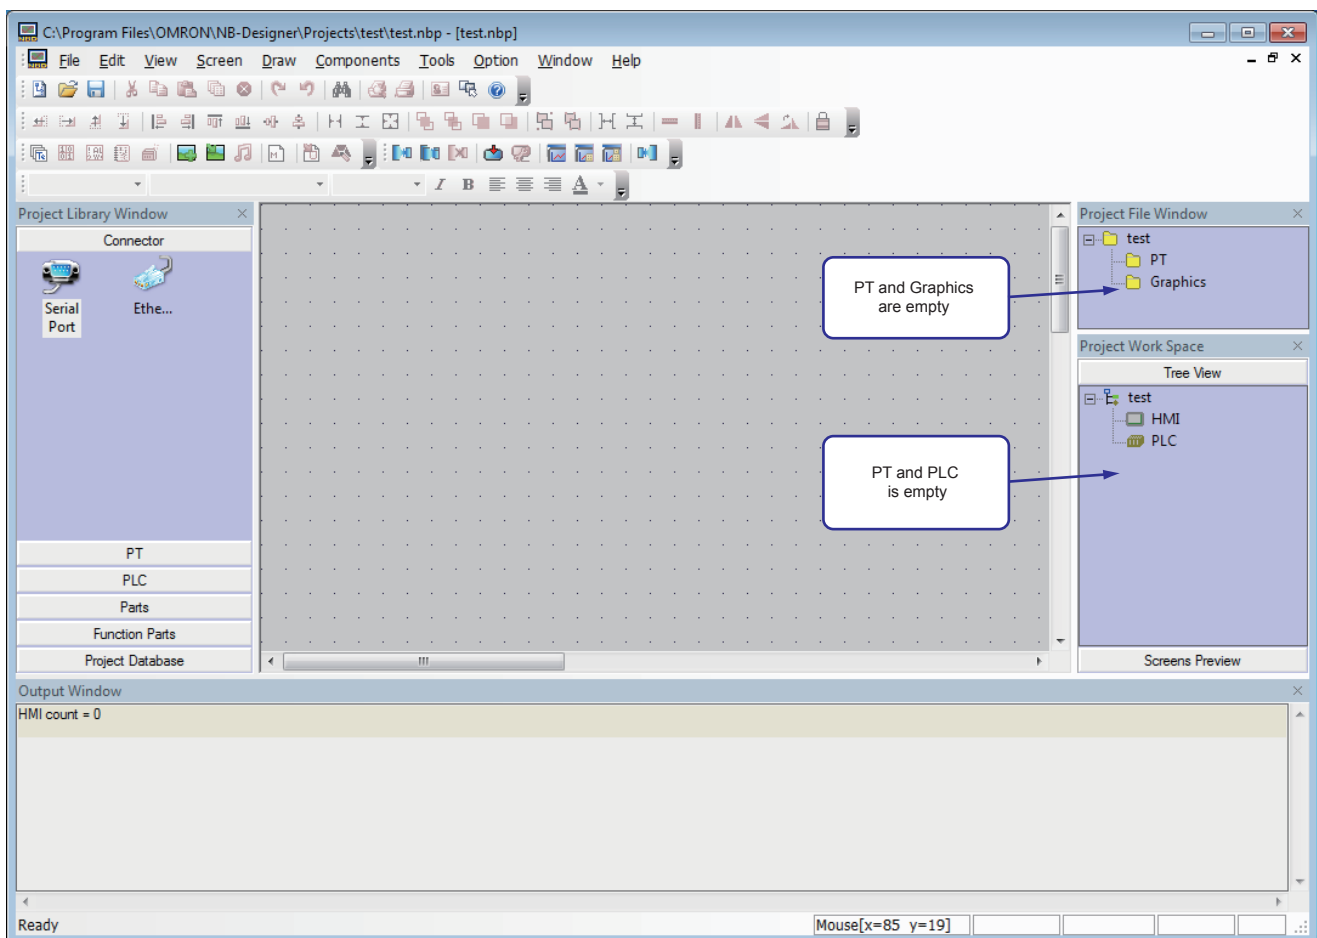 C:\Program Files\OMRON\NB-Designer\Projects\test\test.nbp - [test.nbp]
File Edit View Screen Draw Components Tools Option Window Help
I B A
Project Library Window
Connector
Serial Port
Ethe...
PT
PLC
Parts
Function Parts
Project Database
PT and Graphics
are empty
PT and PLC
is empty
Project File Window
test
PT
Graphics
Project Work Space
Tree View
test
HMI
PLC
Screens Preview
Output Window
HMI count = 0
Ready
Mouse[x=85 y=19]